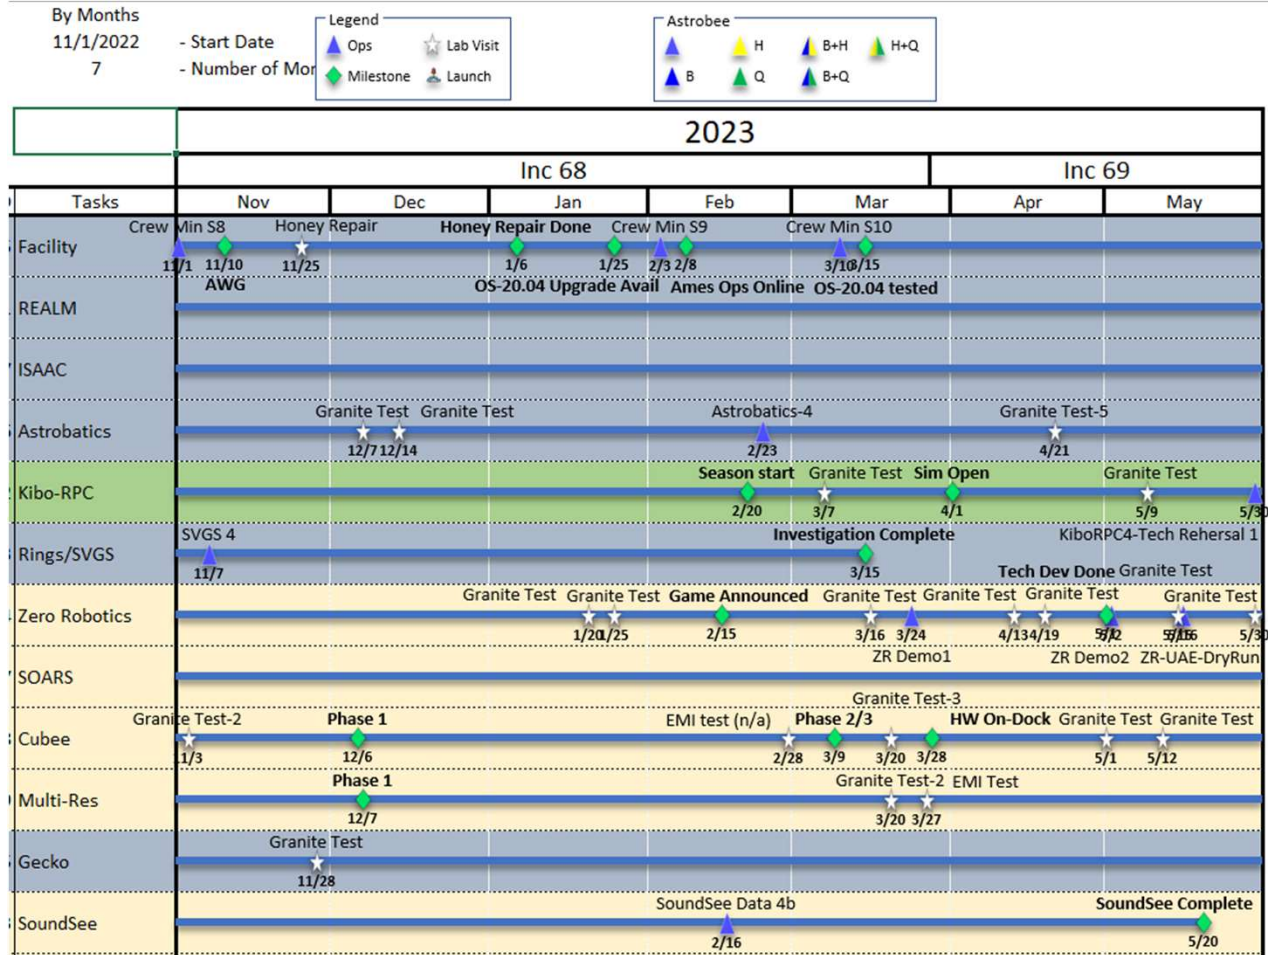 By Months
11/1/2022 - Start Date
7 - Number of Mor
Legend
Ops Lab Visit
Milestone Launch
Astrobee
H B+H H+Q
B Q B+Q
2023
Inc 68 Inc 69
Tasks Nov Dec Jan Feb Mar Apr May
Crew Min S8 Honey Repair Honey Repair Done Crew Min S9 Crew Min S10
Facility
11/1 11/10 11/25 1/6 1/25 2/3 2/8 3/10 3/15
AWG OS-20.04 Upgrade Avail Ames Ops Online OS-20.04 tested
REALM
ISAAC
Granite Test Granite Test Astrobatics-4 Granite Test-5
Astrobatics
12/7 12/14 2/23 4/21
Season start Granite Test Sim Open Granite Test
Kibo-RPC
2/20 3/7 4/1 5/9 5/30
SVGS 4 Investigation Complete KiboRPC4-Tech Rehersal 1
Rings/SVGS
11/7 3/15
Tech Dev Done Granite Test
Granite Test Granite Test Game Announced Granite Test Granite Test Granite Test Granite Test
Zero Robotics
1/20 1/25 2/15 3/16 3/24 4/13 4/19 5/1 5/2 5/15 5/16 5/30
ZR Demo1 ZR Demo2 ZR-UAE-DryRun
SOARS
Granite Test-3
Granite Test-2 Phase 1 EMI test (n/a) Phase 2/3 HW On-Dock Granite Test Granite Test
Cubee
11/3 12/6 2/28 3/9 3/20 3/28 5/1 5/12
Phase 1 Granite Test-2 EMI Test
Multi-Res
12/7 3/20 3/27
Granite Test
Gecko
11/28
SoundSee Data 4b SoundSee Complete
SoundSee
2/16 5/20